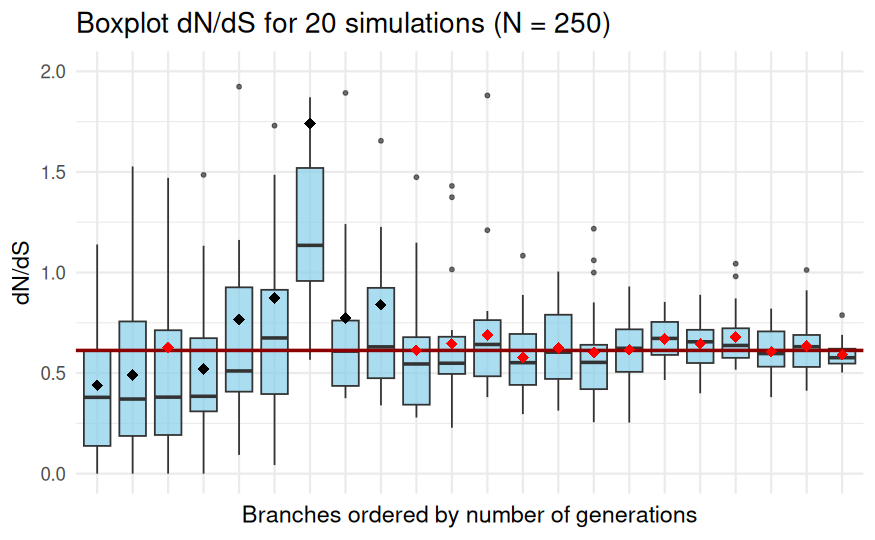 Boxplot dN/dS for 20 simulations (N = 250)
2.0
1.5
1.0
0.5
0.0
dN/dS
Branches ordered by number of generations